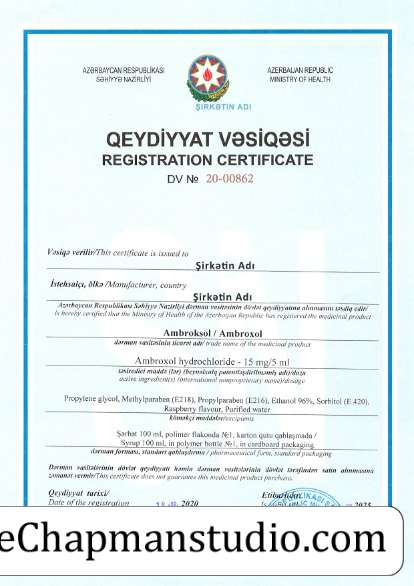 AZƏRBAYCAN RESPUBLİKASI
SƏHİYYƏ NAZİRLİYİ
AZERBAIJAN REPUBLIC
MINISTRY OF HEALTH
ŞİRKƏTİN ADI
QEYDİYYAT VƏSİQƏSİ
REGISTRATION CERTIFICATE
DV № 20-00862
Vəsiqə verilir/This certificate is issued to
Şirkətin Adı
İstehsalçı, ölkə /Manufacturer, country
Şirkətin Adı
Azərbaycan Respublikası Səhiyyə Nazirliyi dərman vasitəsinin dövlət qeydiyyatına alınmasını təsdiq edir/
is hereby certified that the Ministry of Health of the Azerbaijan Republic has registered the medicinal product
Ambroksol / Ambroxol
dərman vasitəsinin ticarət adı/ trade name of the medicinal product
Ambroxol hydrochloride - 15 mg/5 ml
təsiredici maddə (lər) (beynəlxalq patentləşdirilməmiş adı)/doza
active ingredient(s) (international nonproprietary name)/dosage
Propylene glycol, Methylparaben (E218), Propylparaben (E216), Ethanol 96%, Sorbitol (E 420),
Raspberry flavour, Purified water
köməkçi maddələr/excipients
Şərbət 100 ml, polimer flakonda №1, karton qutu qablaşmada /
Syrup 100 ml, in polymer bottle №1, in cardboard packaging
dərman forması, standart qablaşdırma / pharmaceutical form, standard packaging
Dərman vasitələrinin dövlət qeydiyyatı həmin dərman vasitələrinin dövlət tərəfindən satın alınmasına
zəmanət vermir/This certificate does not guarantee this medicinal product purchase.
Qeydiyyat tarixi/
Date of the registration
2020
2025
eChapmanstudio.com